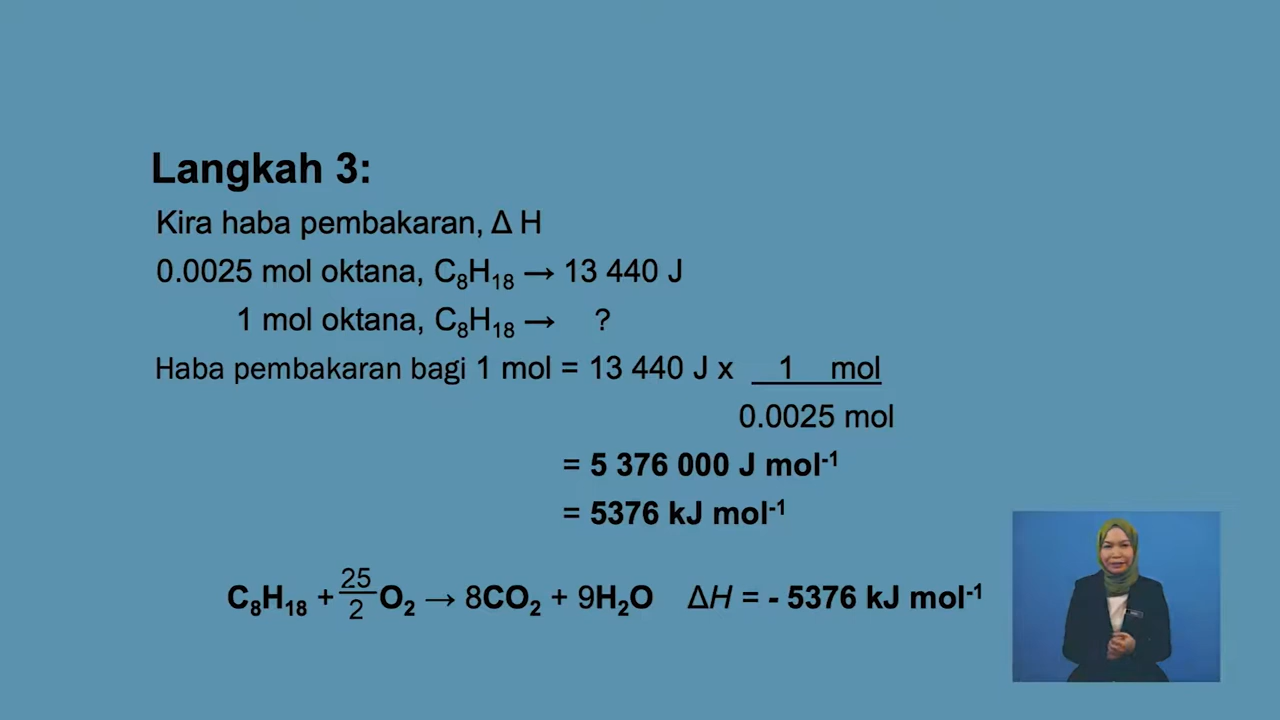 Langkah 3:
Kira haba pembakaran, Δ H
0.0025 mol oktana, C₈H₁₈ → 13 440 J
1 mol oktana, C₈H₁₈ → ?
Haba pembakaran bagi 1 mol = 13 440 J x 1 mol
0.0025 mol
= 5 376 000 J mol⁻¹
= 5376 kJ mol⁻¹
C₈H₁₈ + 25/2 O₂ → 8CO₂ + 9H₂O ΔH = - 5376 kJ mol⁻¹